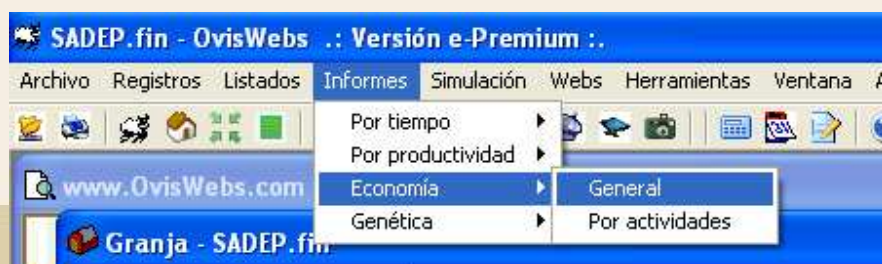 SADEP.fin - OvisWebs .: Versión e-Premium :.
Archivo Registros Listados Informes Simulación Webs Herramientas Ventana A
Por tiempo
Por productividad
www.OvisWebs.com
Economía General
Genética Por actividades
Granja - SADEP.fin